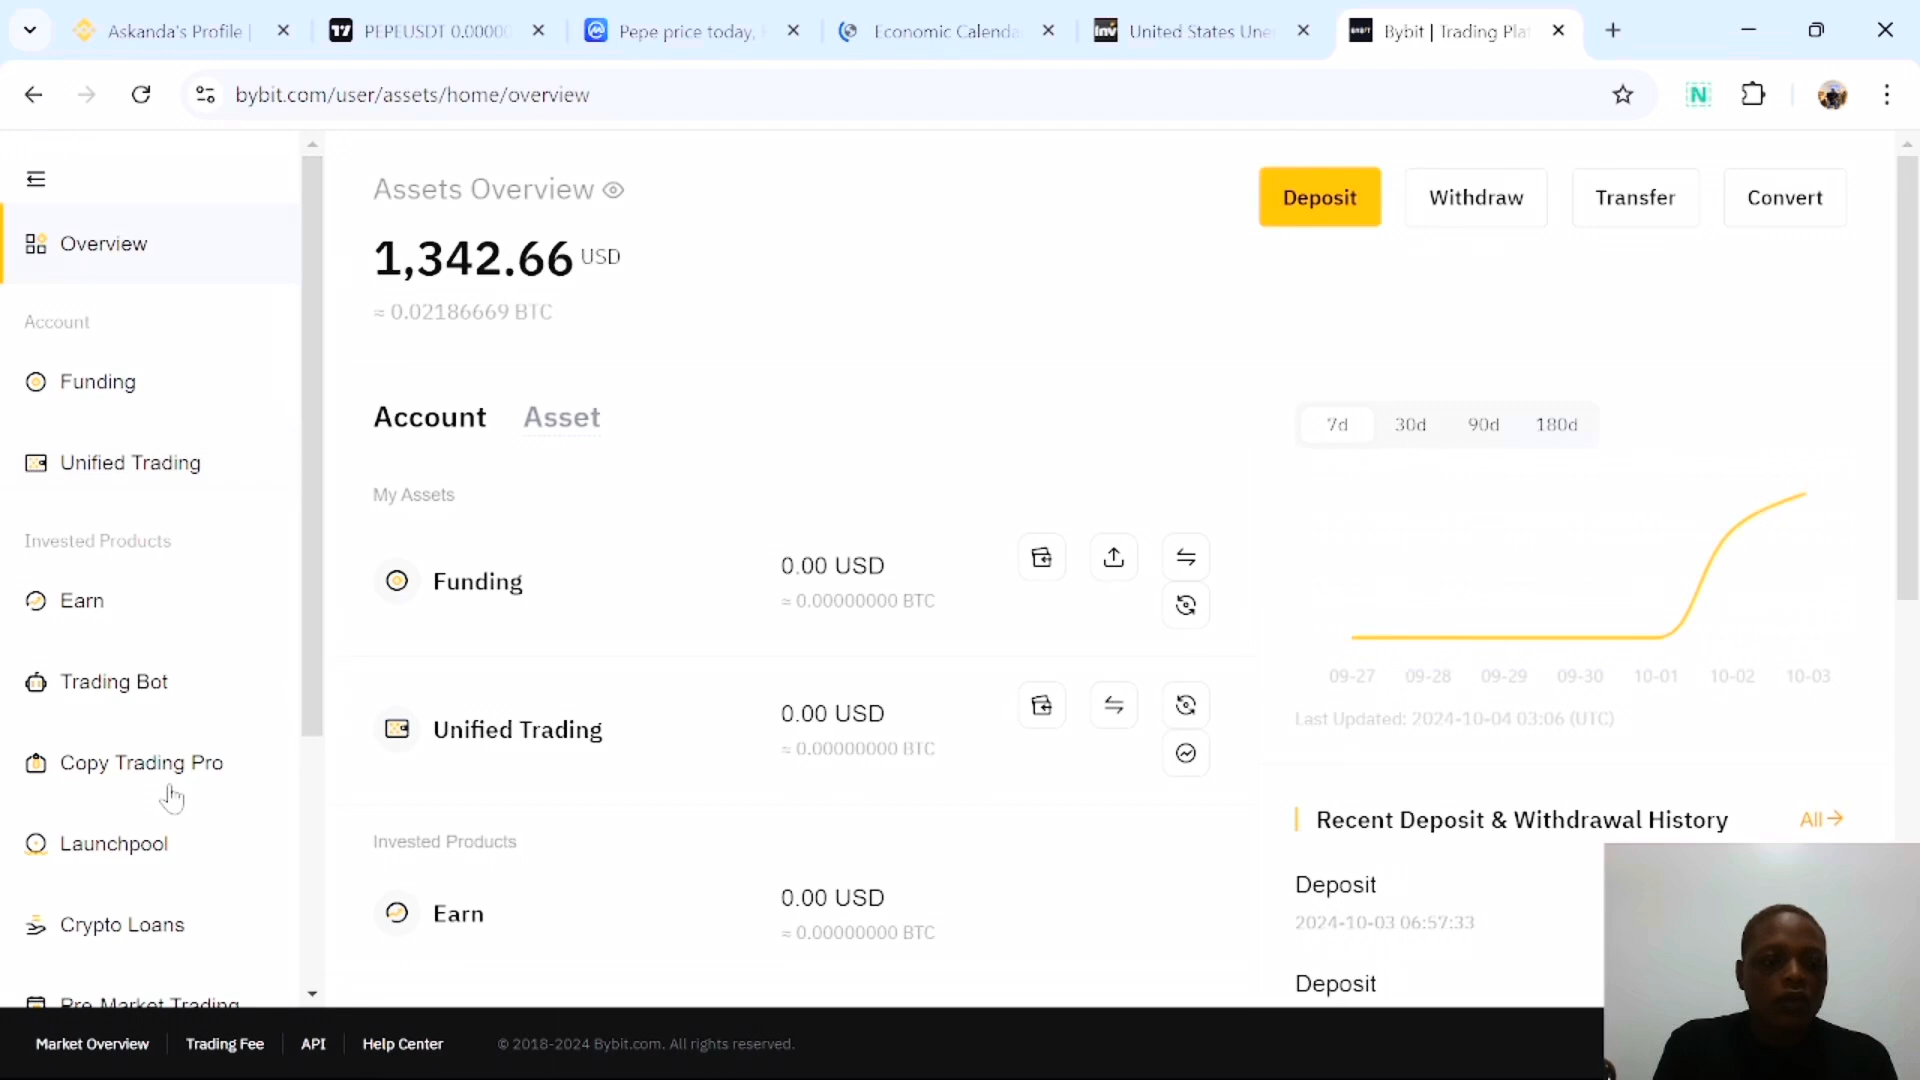 Askanda's Profile |
PEPEUSDT 0.0000
Pepe price today,
Economic Calenda
United States Une
Bybit | Trading Pla
bybit.com/user/assets/home/overview
Overview
Account
Funding
Unified Trading
Invested Products
Earn
Trading Bot
Copy Trading Pro
Launchpool
Crypto Loans
Pre-Market Trading
Assets Overview
1,342.66 USD
≈ 0.02186669 BTC
Deposit
Withdraw
Transfer
Convert
Account Asset
My Assets
Funding
0.00 USD
≈ 0.00000000 BTC
Unified Trading
0.00 USD
≈ 0.00000000 BTC
Invested Products
Earn
0.00 USD
≈ 0.00000000 BTC
7d 30d 90d 180d
09-27 09-28 09-29 09-30 10-01 10-02 10-03
Last Updated: 2024-10-04 03:06 (UTC)
Recent Deposit & Withdrawal History All
Deposit
2024-10-03 06:57:33
Deposit
Market Overview Trading Fee API Help Center © 2018-2024 Bybit.com. All rights reserved.